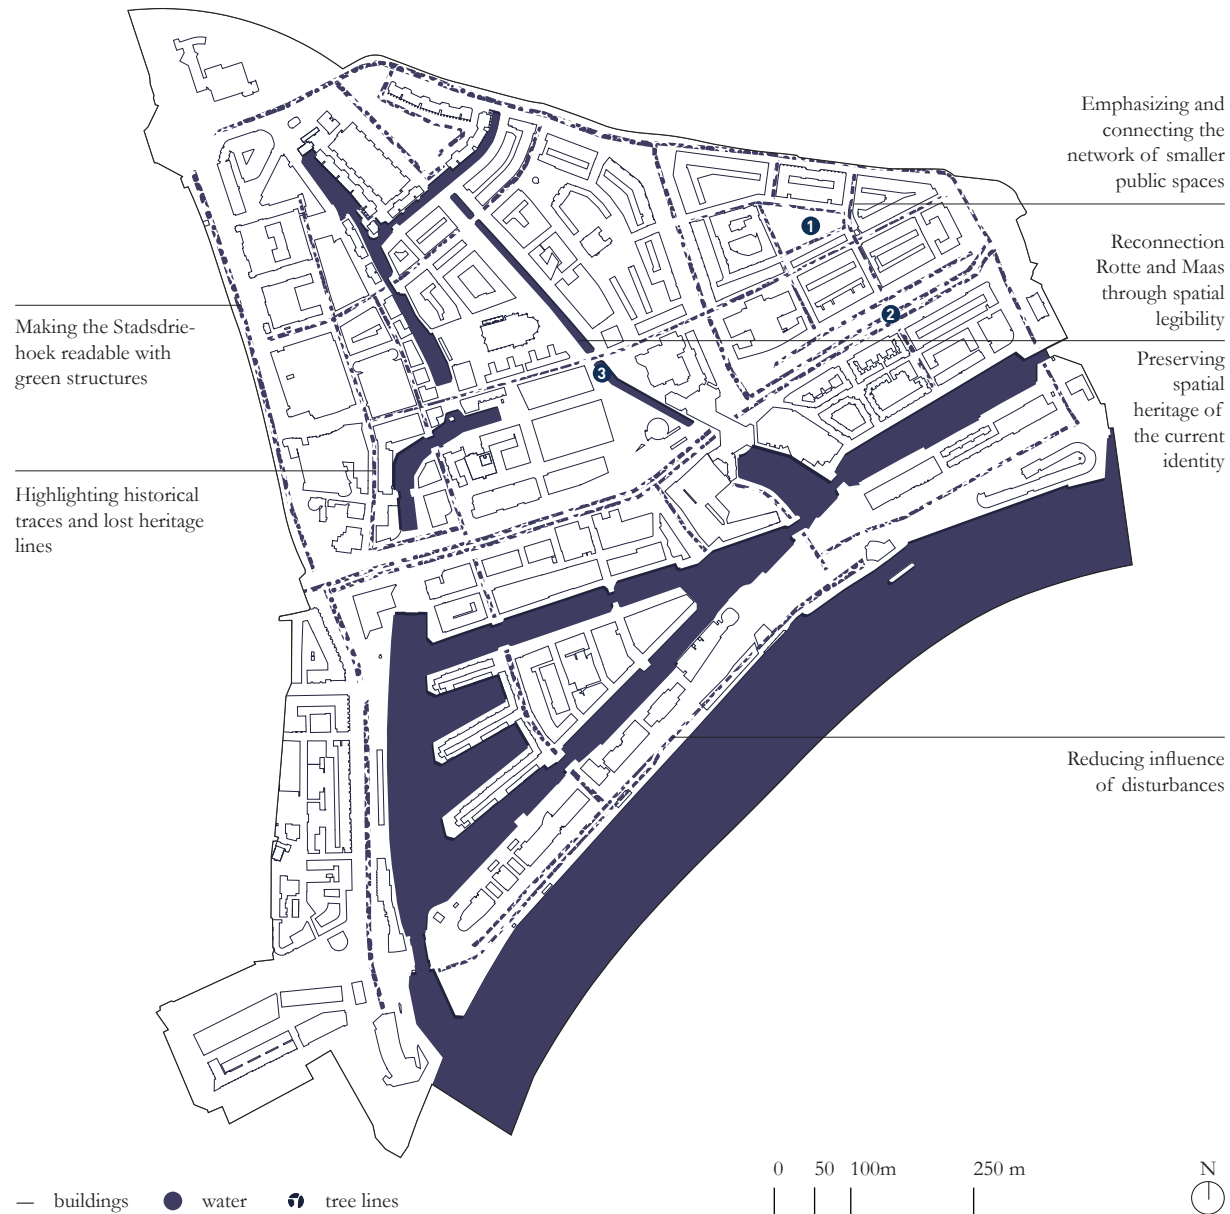 Emphasizing and
connecting the
network of smaller
public spaces
1
Reconnection
Rotte and Maas
through spatial
legibility
2
Making the Stadsdrie-
hoek readable with
green structures
3
Preserving
spatial
heritage of
the current
identity
Highlighting historical
traces and lost heritage
lines
Reducing influence
of disturbances
0 50 100m 250 m
N
buildings water tree lines